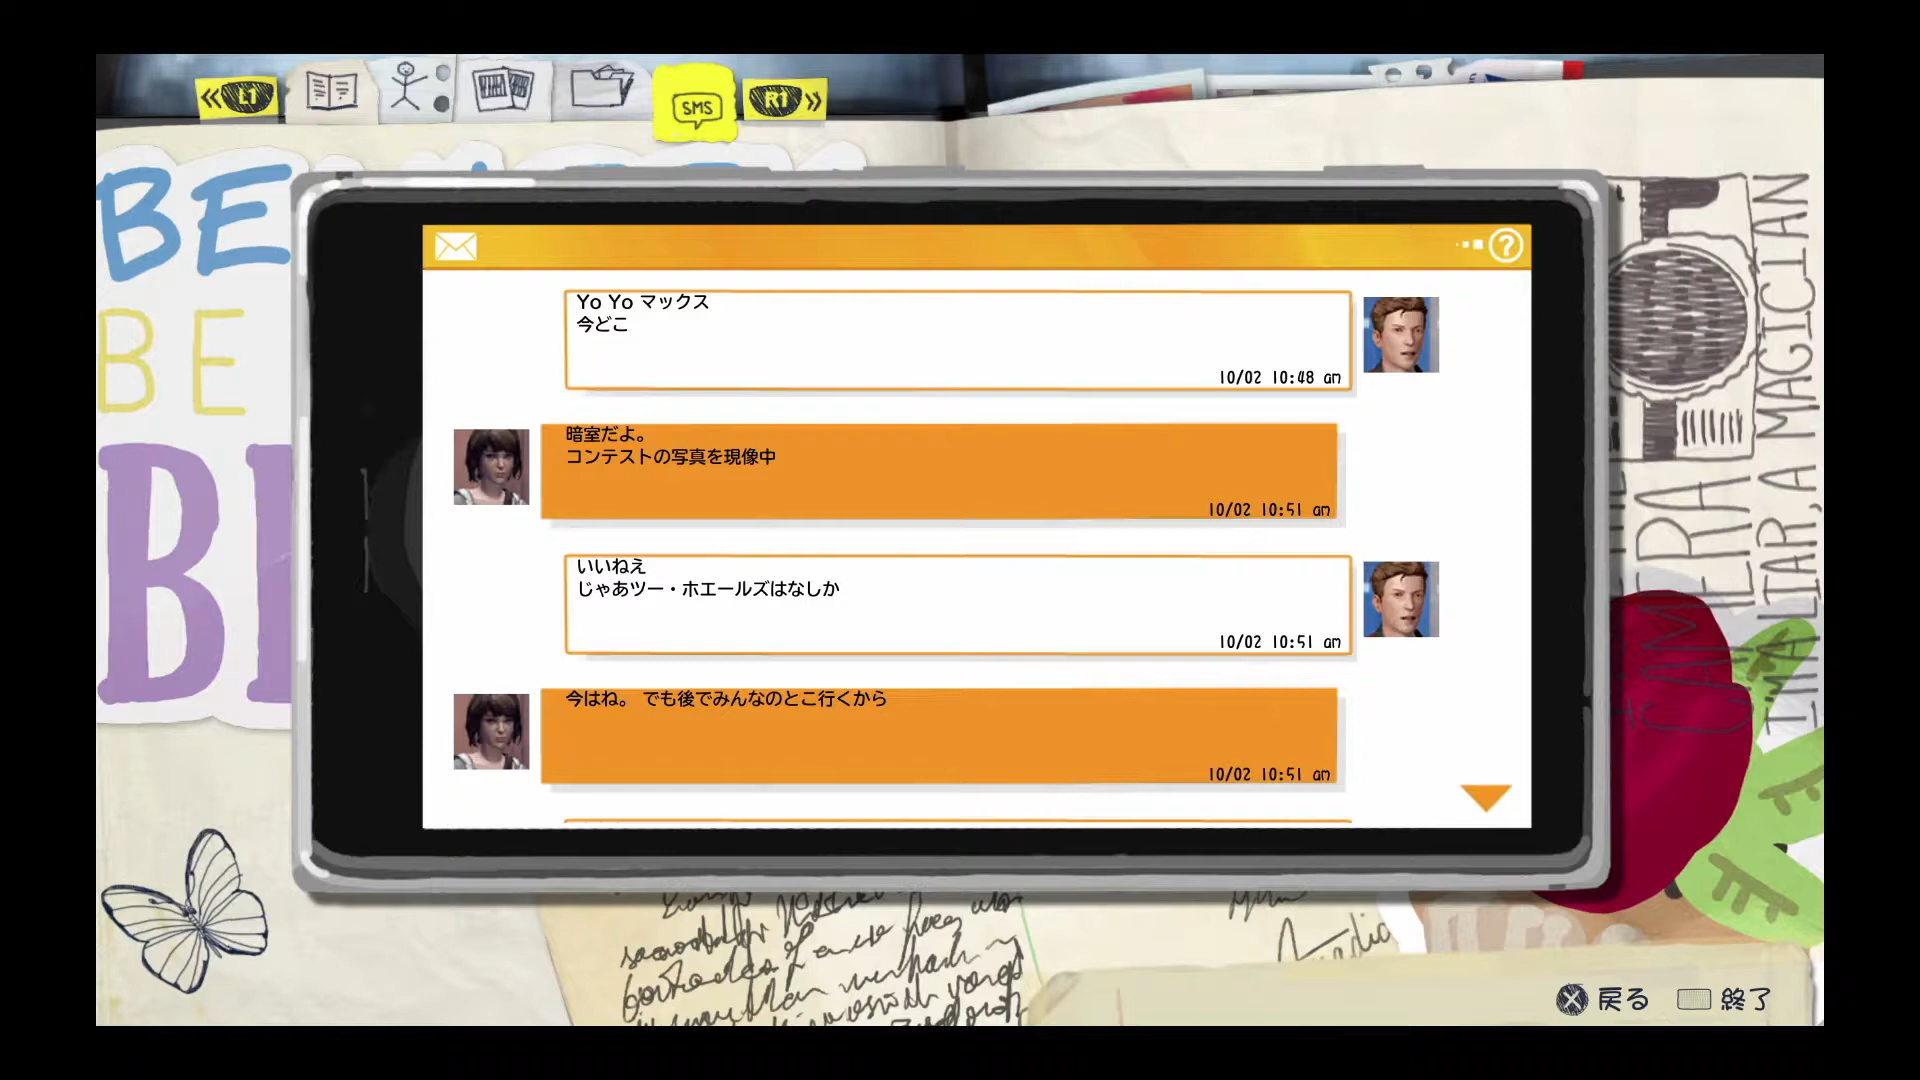 L1
SMS
R1
BE
BE
BE
Yo Yo マックス
今どこ
10/02 10:48 am
暗室だよ。
コンテストの写真を現像中
10/02 10:51 am
いいねえ
じゃあツー・ホエールズはなしか
10/02 10:51 am
今はね。 でも後でみんなのとこ行くから
10/02 10:51 am
CAMERA
I'M A LIAR, A MAGICIAN
戻る
終了